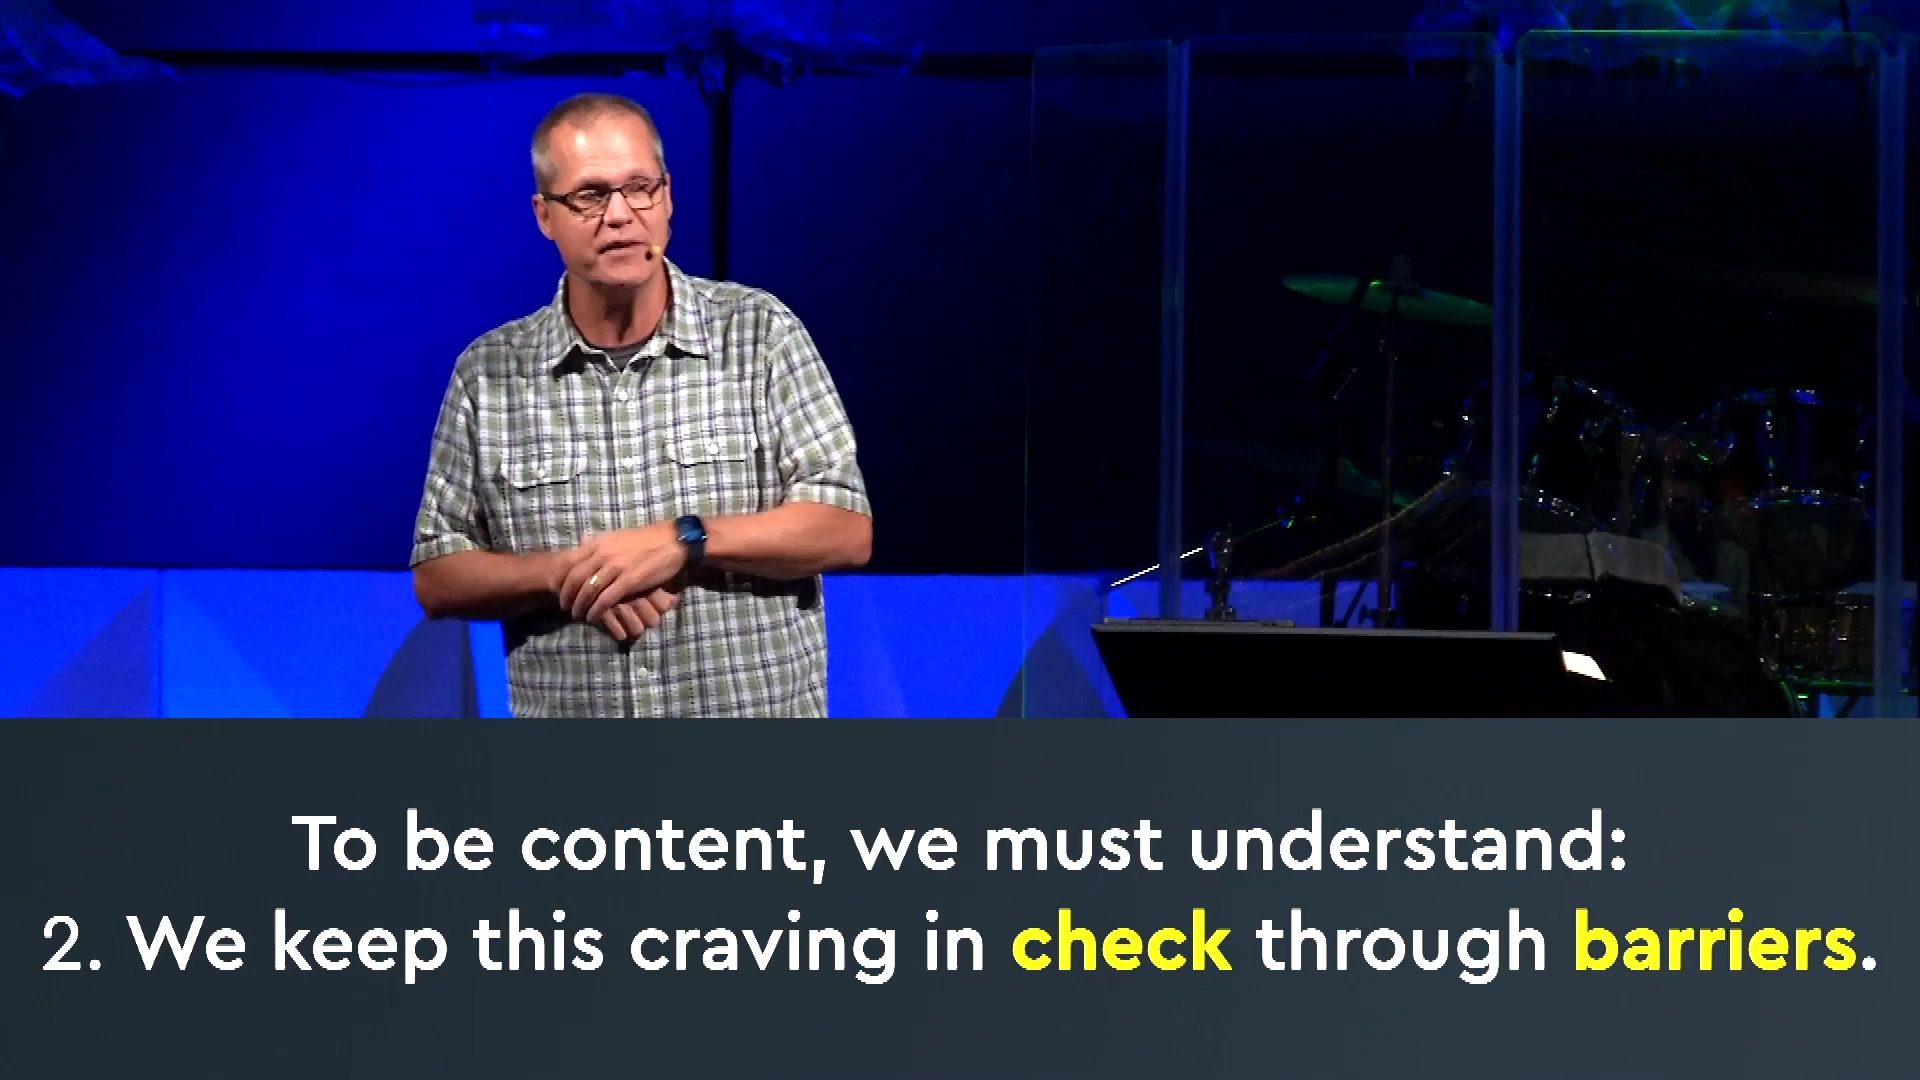 To be content, we must understand:
2. We keep this craving in check through barriers.